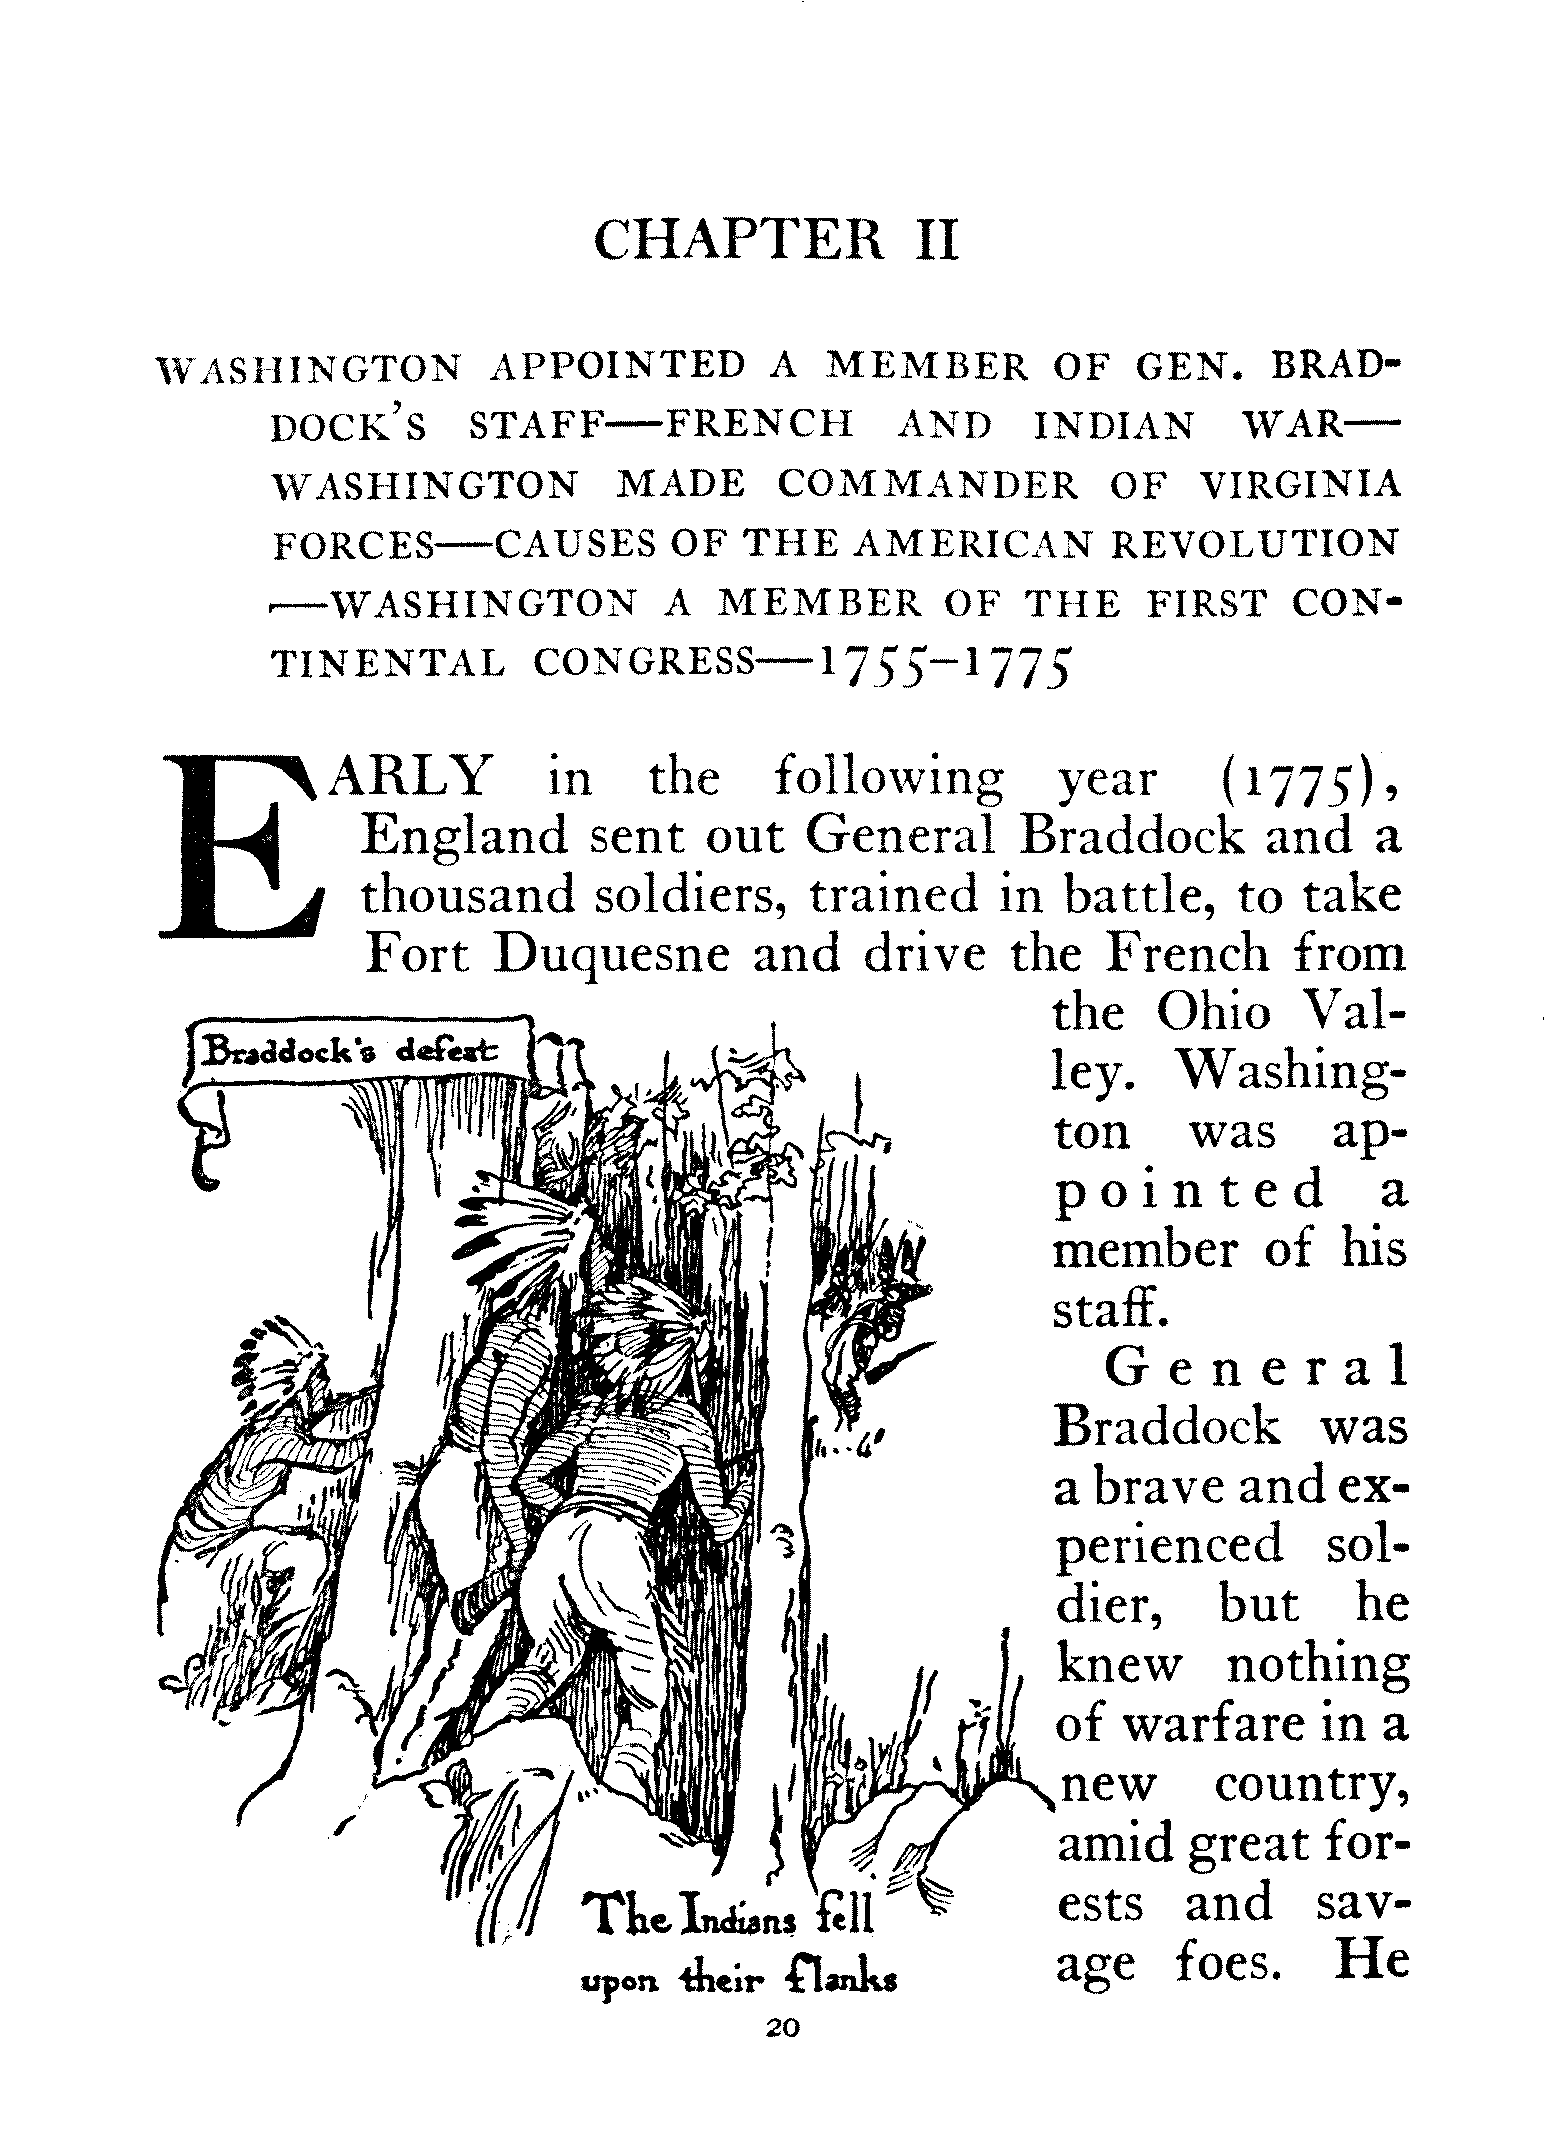 CHAPTER II
WASHINGTON APPOINTED A MEMBER OF GEN. BRAD-
DOCK'S STAFF—FRENCH AND INDIAN WAR—
WASHINGTON MADE COMMANDER OF VIRGINIA
FORCES—CAUSES OF THE AMERICAN REVOLUTION
—WASHINGTON A MEMBER OF THE FIRST CON-
TINENTAL CONGRESS—1755–1775
EARLY in the following year (1775),
England sent out General Braddock and a
thousand soldiers, trained in battle, to take
Fort Duquesne and drive the French from
the Ohio Val-
ley. Washing-
ton was ap-
pointed a
member of his
staff.
General
Braddock was
a brave and ex-
perienced sol-
dier, but he
knew nothing
of warfare in a
new country,
amid great for-
ests and sav-
age foes. He
Braddock's defeat
The Indians fell
upon their flanks
20